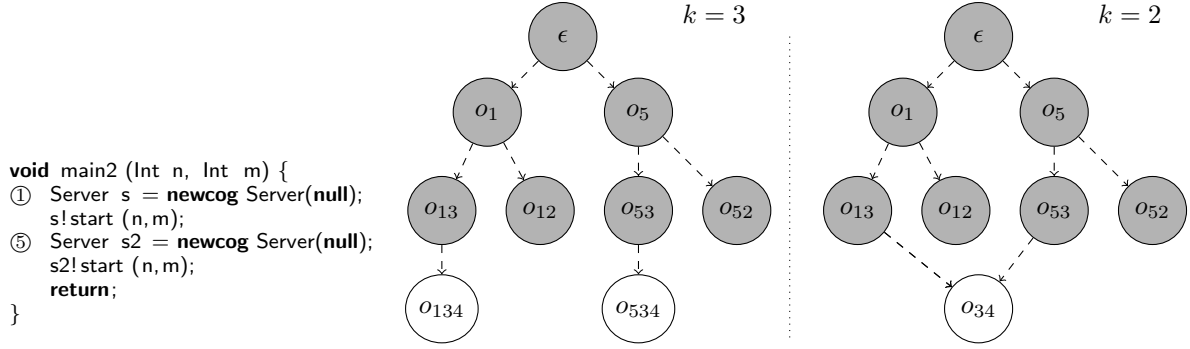 void main2 (Int n, Int m) {
① Server s = newcog Server(null);
s!start (n,m);
⑤ Server s2 = newcog Server(null);
s2!start (n,m);
return;
}
k = 3
ϵ
o₁ o₅
o₁₃ o₁₂ o₅₃ o₅₂
o₁₃₄ o₅₃₄
k = 2
ϵ
o₁ o₅
o₁₃ o₁₂ o₅₃ o₅₂
o₃₄